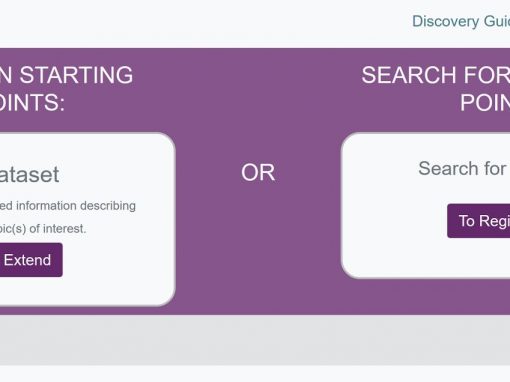 Discovery Gui
N STARTING
OINTS:
SEARCH FOR
POIN
ataset
ed information describing
pic(s) of interest.
Extend
OR
Search for
To Regi